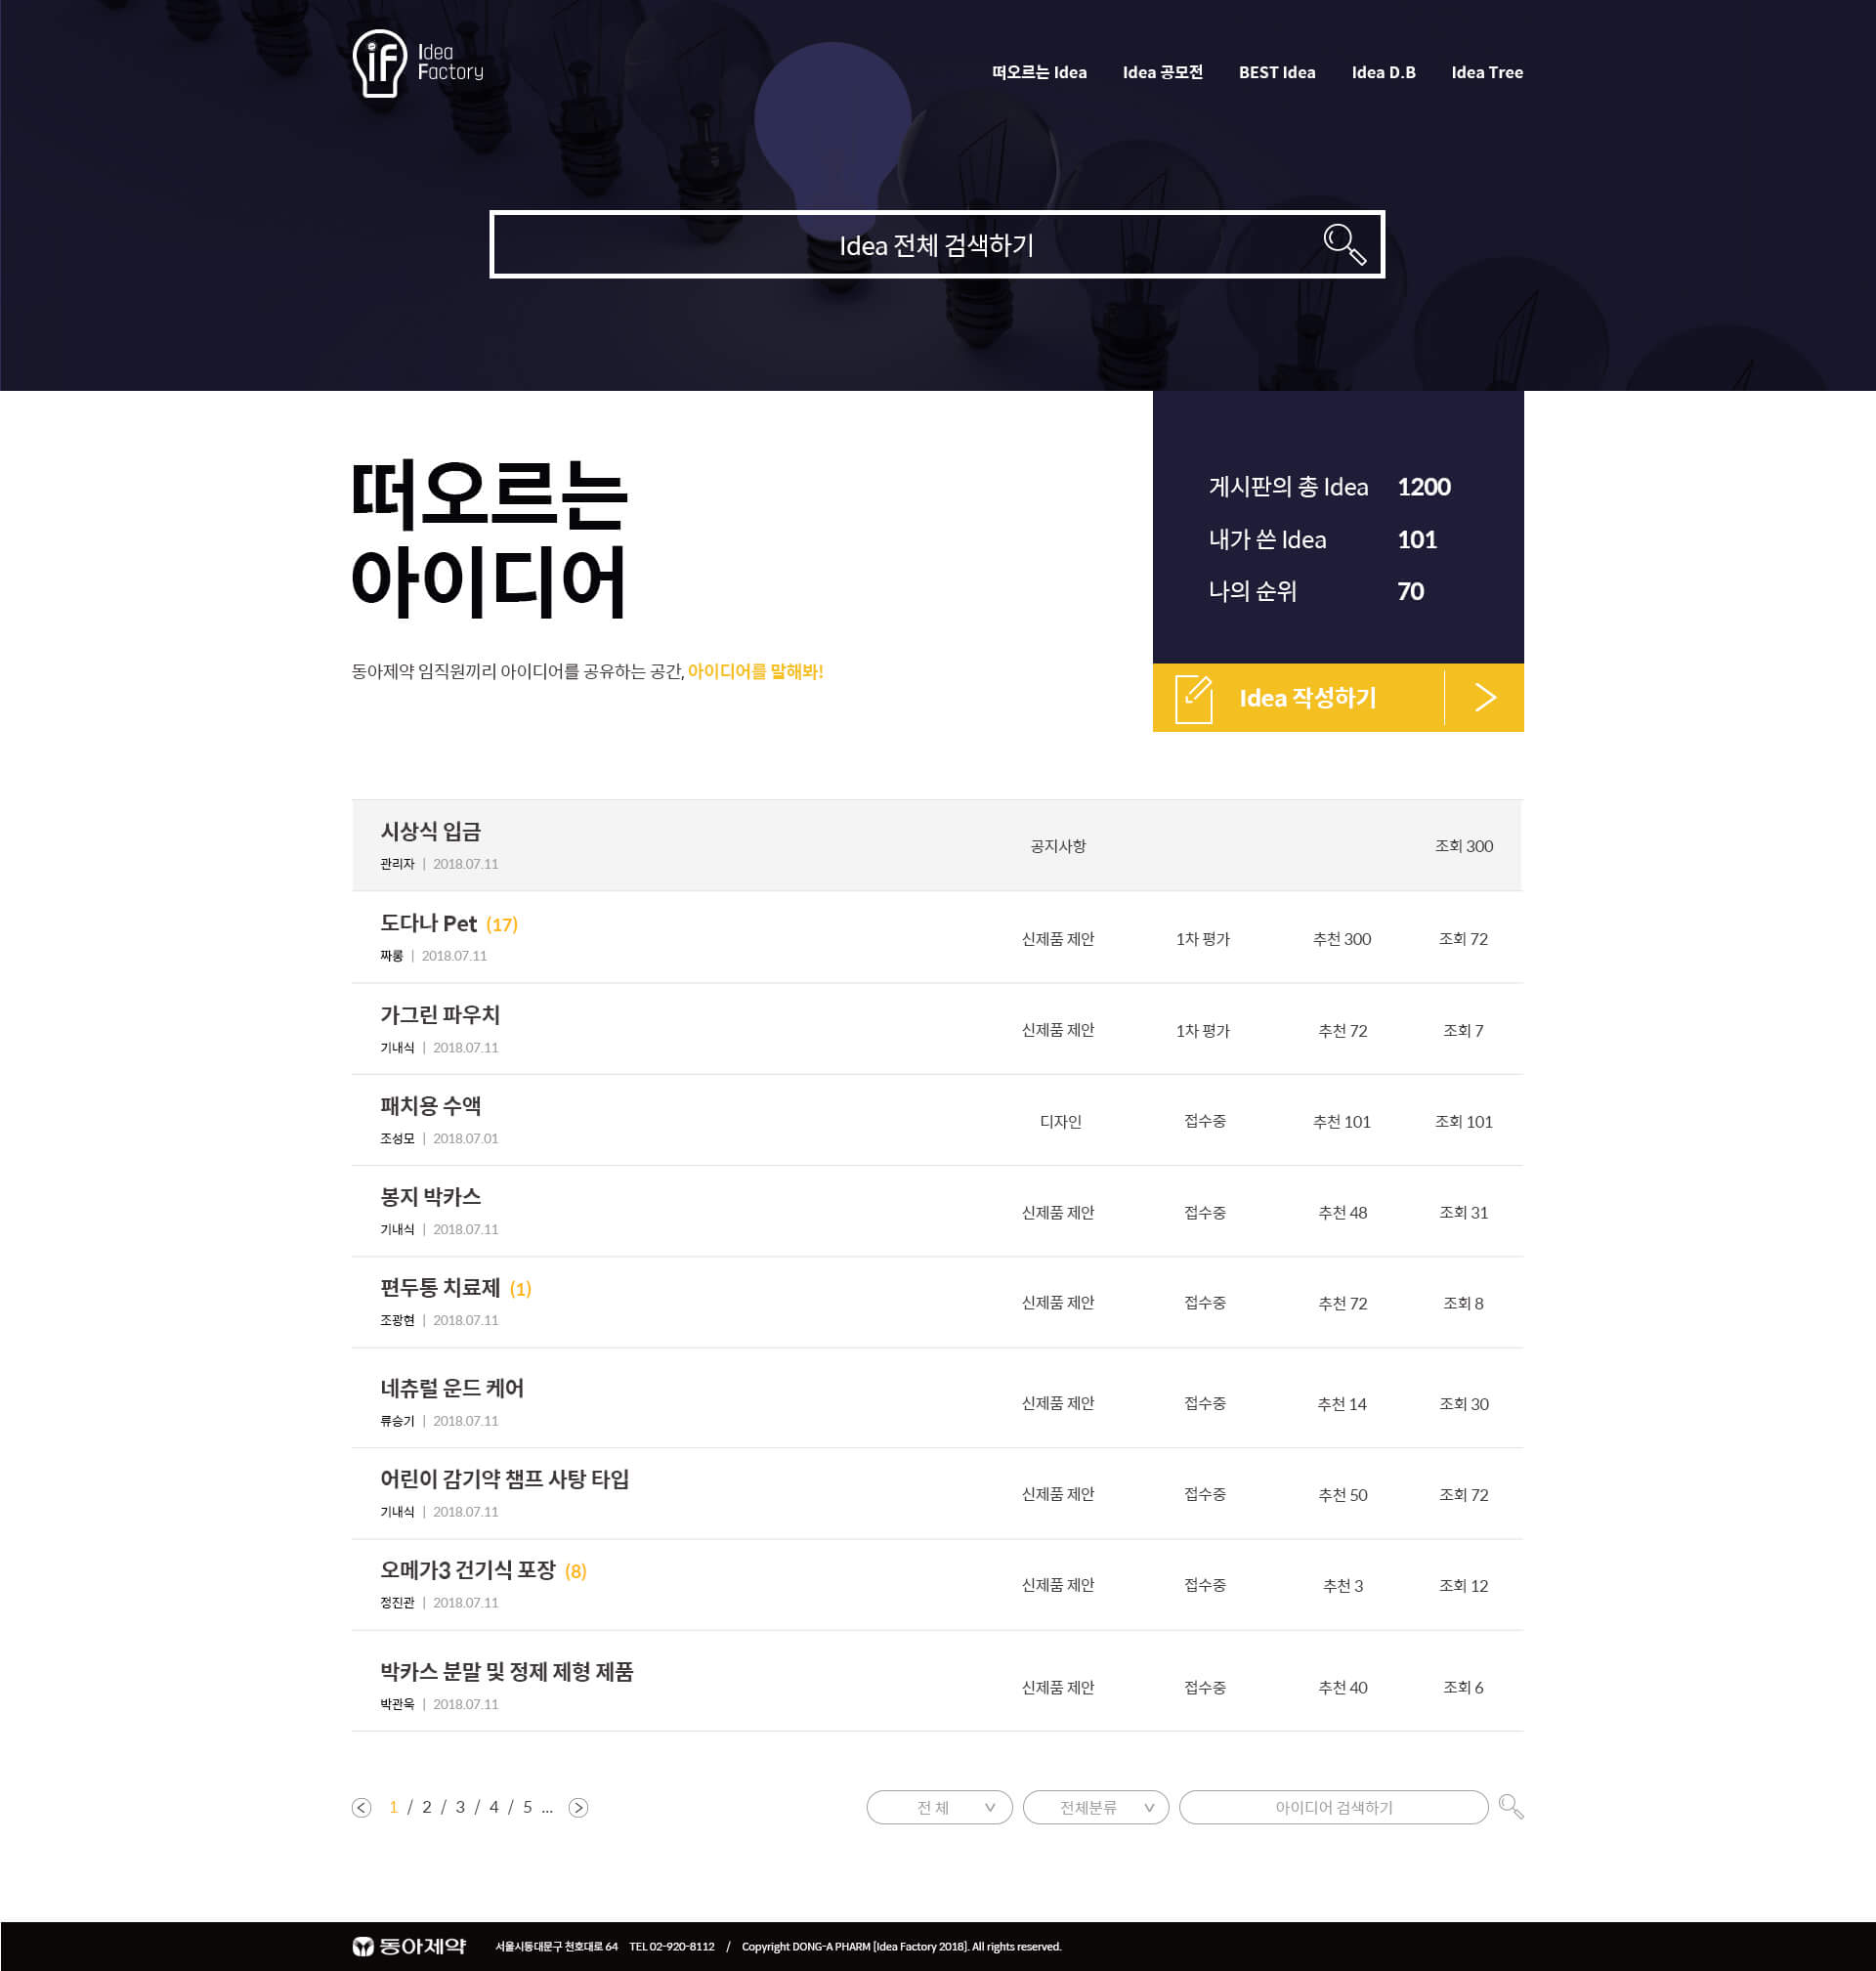 iF Idea
Factory
떠오르는 Idea Idea 공모전 BEST Idea Idea D.B Idea Tree
Idea 전체 검색하기
떠오르는
아이디어
동아제약 임직원끼리 아이디어를 공유하는 공간, 아이디어를 말해봐!
게시판의 총 Idea 1200
내가 쓴 Idea 101
나의 순위 70
Idea 작성하기
시상식 입금
관리자 | 2018.07.11
공지사항 조회 300
도다나 Pet (17)
짜롱 | 2018.07.11
신제품 제안 1차 평가 추천 300 조회 72
가그린 파우치
기내식 | 2018.07.11
신제품 제안 1차 평가 추천 72 조회 7
패치용 수액
조성모 | 2018.07.01
디자인 접수중 추천 101 조회 101
봉지 박카스
기내식 | 2018.07.11
신제품 제안 접수중 추천 48 조회 31
편두통 치료제 (1)
조광현 | 2018.07.11
신제품 제안 접수중 추천 72 조회 8
네츄럴 운드 케어
류승기 | 2018.07.11
신제품 제안 접수중 추천 14 조회 30
어린이 감기약 챔프 사탕 타입
기내식 | 2018.07.11
신제품 제안 접수중 추천 50 조회 72
오메가3 건기식 포장 (8)
정진관 | 2018.07.11
신제품 제안 접수중 추천 3 조회 12
박카스 분말 및 정제 제형 제품
박관욱 | 2018.07.11
신제품 제안 접수중 추천 40 조회 6
1 / 2 / 3 / 4 / 5 ...
전 체 전체분류 아이디어 검색하기
동아제약 서울시동대문구 천호대로 64 TEL 02-920-8112 / Copyright DONG-A PHARM [Idea Factory 2018]. All rights reserved.